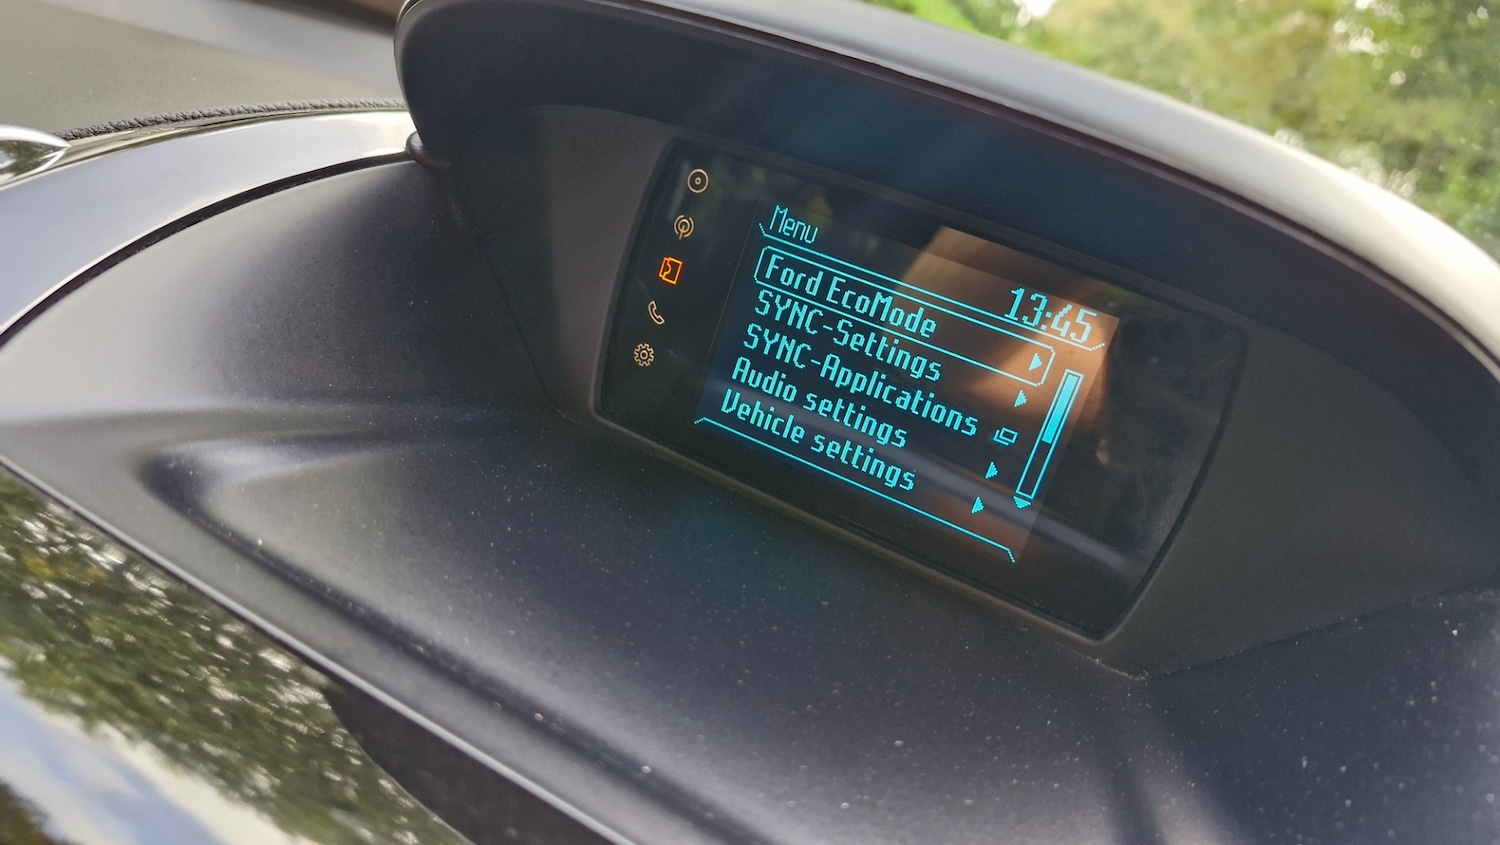 Menu
13:45
Ford EcoMode
SYNC-Settings
SYNC-Applications
Audio settings
Vehicle settings